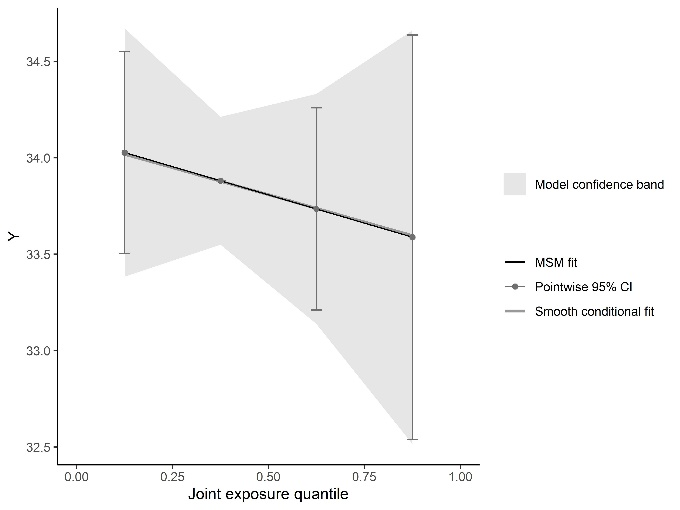 34.5
34.0
33.5
33.0
32.5
Y
0.00 0.25 0.50 0.75 1.00
Joint exposure quantile
Model confidence band
MSM fit
Pointwise 95% CI
Smooth conditional fit